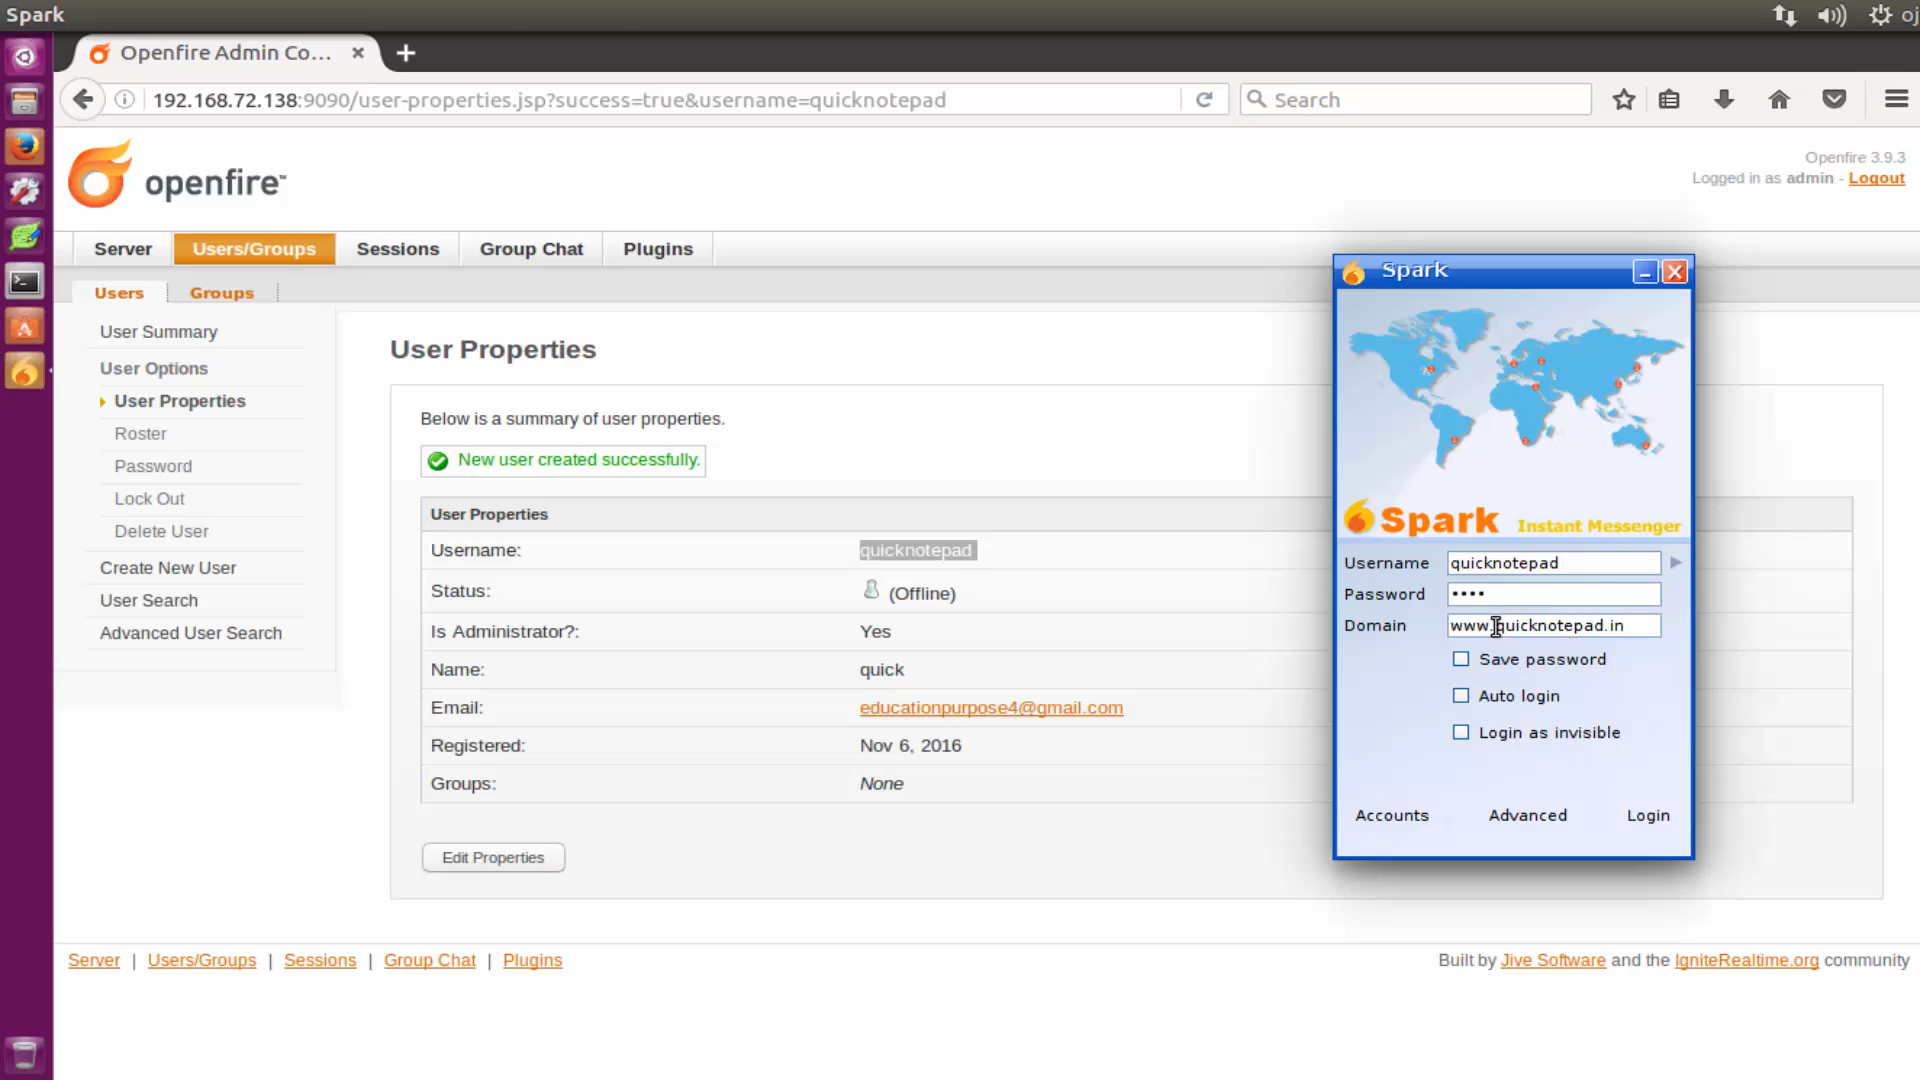 Spark
oj
Openfire Admin Co...
192.168.72.138:9090/user-properties.jsp?success=true&username=quicknotepad
Search
openfire™
Openfire 3.9.3
Logged in as admin - Logout
Server
Users/Groups
Sessions
Group Chat
Plugins
Users
Groups
User Summary
User Options
User Properties
Roster
Password
Lock Out
Delete User
Create New User
User Search
Advanced User Search
User Properties
Below is a summary of user properties.
New user created successfully.
User Properties
Username: quicknotepad
Status: (Offline)
Is Administrator?: Yes
Name: quick
Email: educationpurpose4@gmail.com
Registered: Nov 6, 2016
Groups: None
Edit Properties
Spark
Spark Instant Messenger
Username quicknotepad
Password ••••
Domain www.quicknotepad.in
Save password
Auto login
Login as invisible
Accounts
Advanced
Login
Server | Users/Groups | Sessions | Group Chat | Plugins
Built by Jive Software and the IgniteRealtime.org community